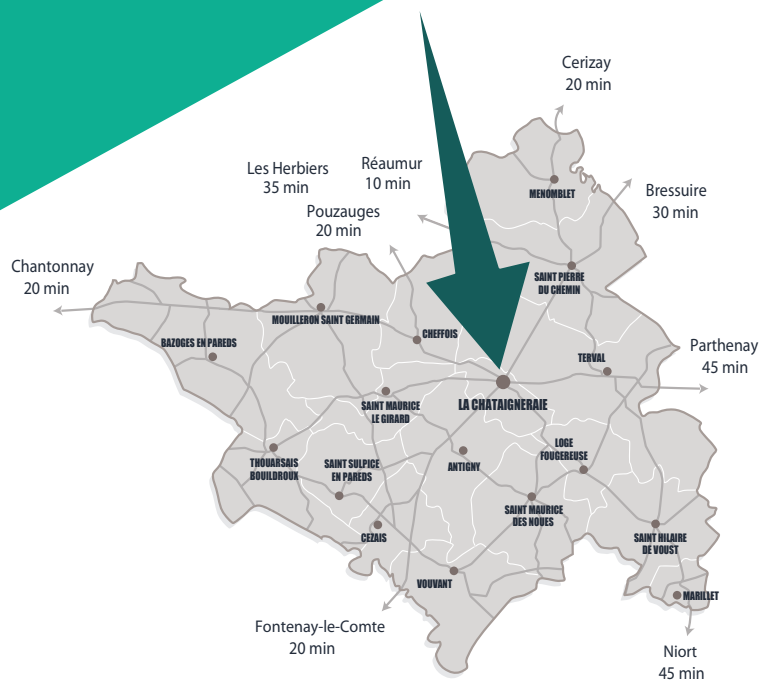 Cerizay
20 min
Les Herbiers
35 min
Réaumur
10 min
Bressuire
30 min
Pouzauges
20 min
MENOMBLET
Chantonnay
20 min
SAINT PIERRE
DU CHEMIN
MOUILLERON SAINT GERMAIN
CHEFFOIS
BAZOGES EN PAREDS
TERVAL
Parthenay
45 min
SAINT MAURICE
LE GIRARD
LA CHATAIGNERAIE
THOUARSAIS
BOUILDROUX
SAINT SULPICE
EN PAREDS
ANTIGNY
LOGE
FOUGEREUSE
SAINT MAURICE
DES NOUES
CEZAIS
SAINT HILAIRE
DE VOUST
VOUVANT
MARILLET
Fontenay-le-Comte
20 min
Niort
45 min